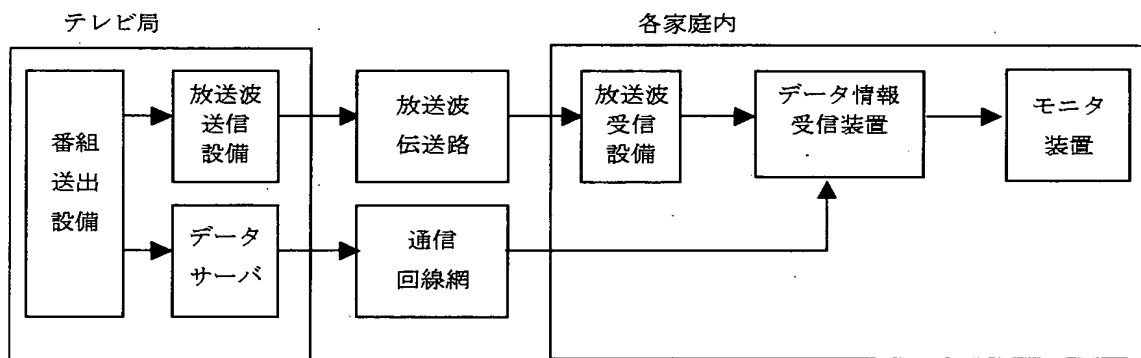 テレビ局
各家庭内
番組
送出
設備
放送波
送信
設備
放送波
伝送路
放送波
受信
設備
データ情報
受信装置
モニタ
装置
データ
サーバ
通信
回線網